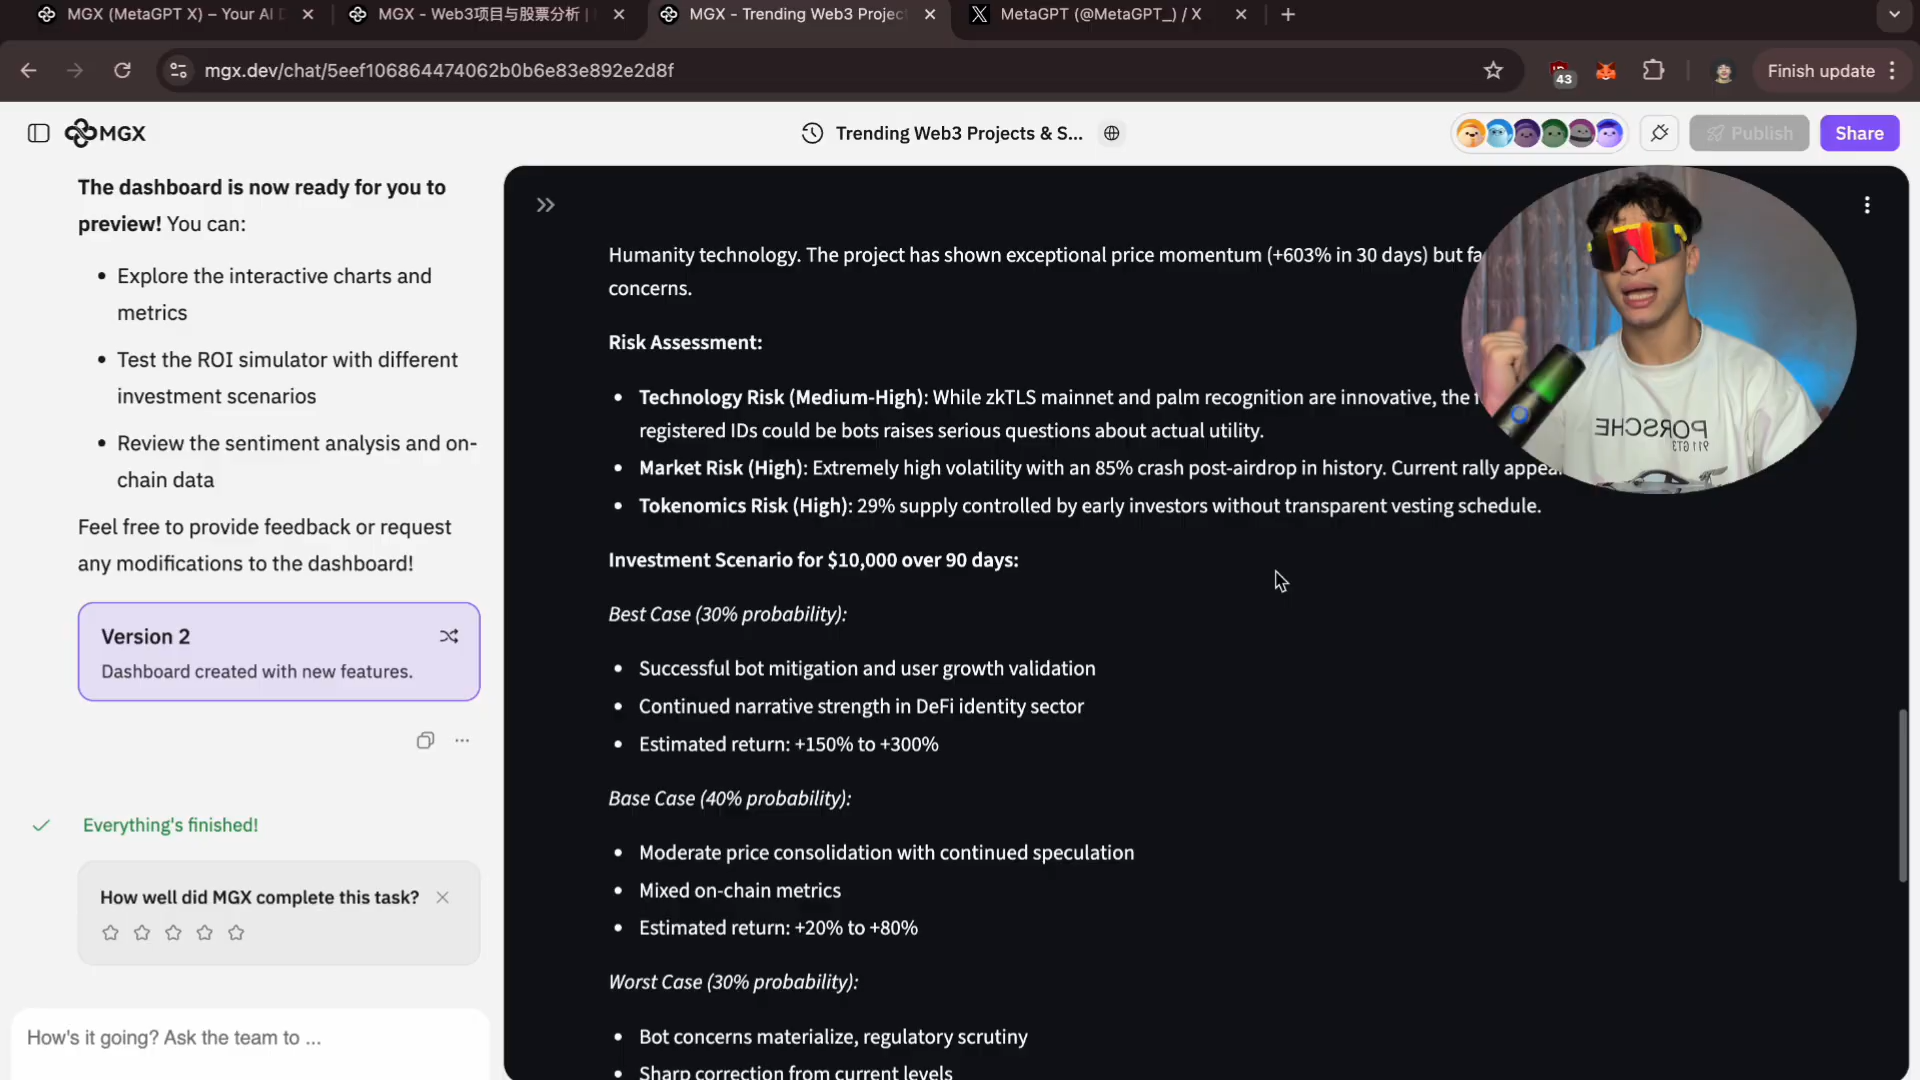 MGX (MetaGPT X) – Your AI
MGX - Web3项目与股票分析 |
MGX - Trending Web3 Projec
MetaGPT (@MetaGPT_) / X
mgx.dev/chat/5eef106864474062b0b6e83e892e2d8f
43
Finish update
MGX
Trending Web3 Projects & S...
Publish
Share
The dashboard is now ready for you to
preview! You can:
• Explore the interactive charts and
metrics
• Test the ROI simulator with different
investment scenarios
• Review the sentiment analysis and on-
chain data
Feel free to provide feedback or request
any modifications to the dashboard!
Version 2
Dashboard created with new features.
Everything's finished!
How well did MGX complete this task?
How's it going? Ask the team to ...
Humanity technology. The project has shown exceptional price momentum (+603% in 30 days) but
concerns.
Risk Assessment:
• Technology Risk (Medium-High): While zkTLS mainnet and palm recognition are innovative, the
registered IDs could be bots raises serious questions about actual utility.
• Market Risk (High): Extremely high volatility with an 85% crash post-airdrop in history. Current rally
• Tokenomics Risk (High): 29% supply controlled by early investors without transparent vesting schedule.
Investment Scenario for $10,000 over 90 days:
Best Case (30% probability):
• Successful bot mitigation and user growth validation
• Continued narrative strength in DeFi identity sector
• Estimated return: +150% to +300%
Base Case (40% probability):
• Moderate price consolidation with continued speculation
• Mixed on-chain metrics
• Estimated return: +20% to +80%
Worst Case (30% probability):
• Bot concerns materialize, regulatory scrutiny
• Sharp correction from current levels
PORSCHE
911 GT3